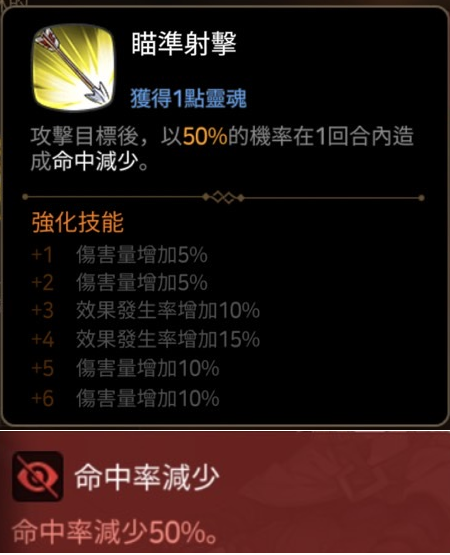 瞄準射擊
獲得1點靈魂
攻擊目標後，以50%的機率在1回合內造
成命中減少。
強化技能
+1 傷害量增加5%
+2 傷害量增加5%
+3 效果發生率增加10%
+4 效果發生率增加15%
+5 傷害量增加10%
+6 傷害量增加10%
命中率減少
命中率減少50%。